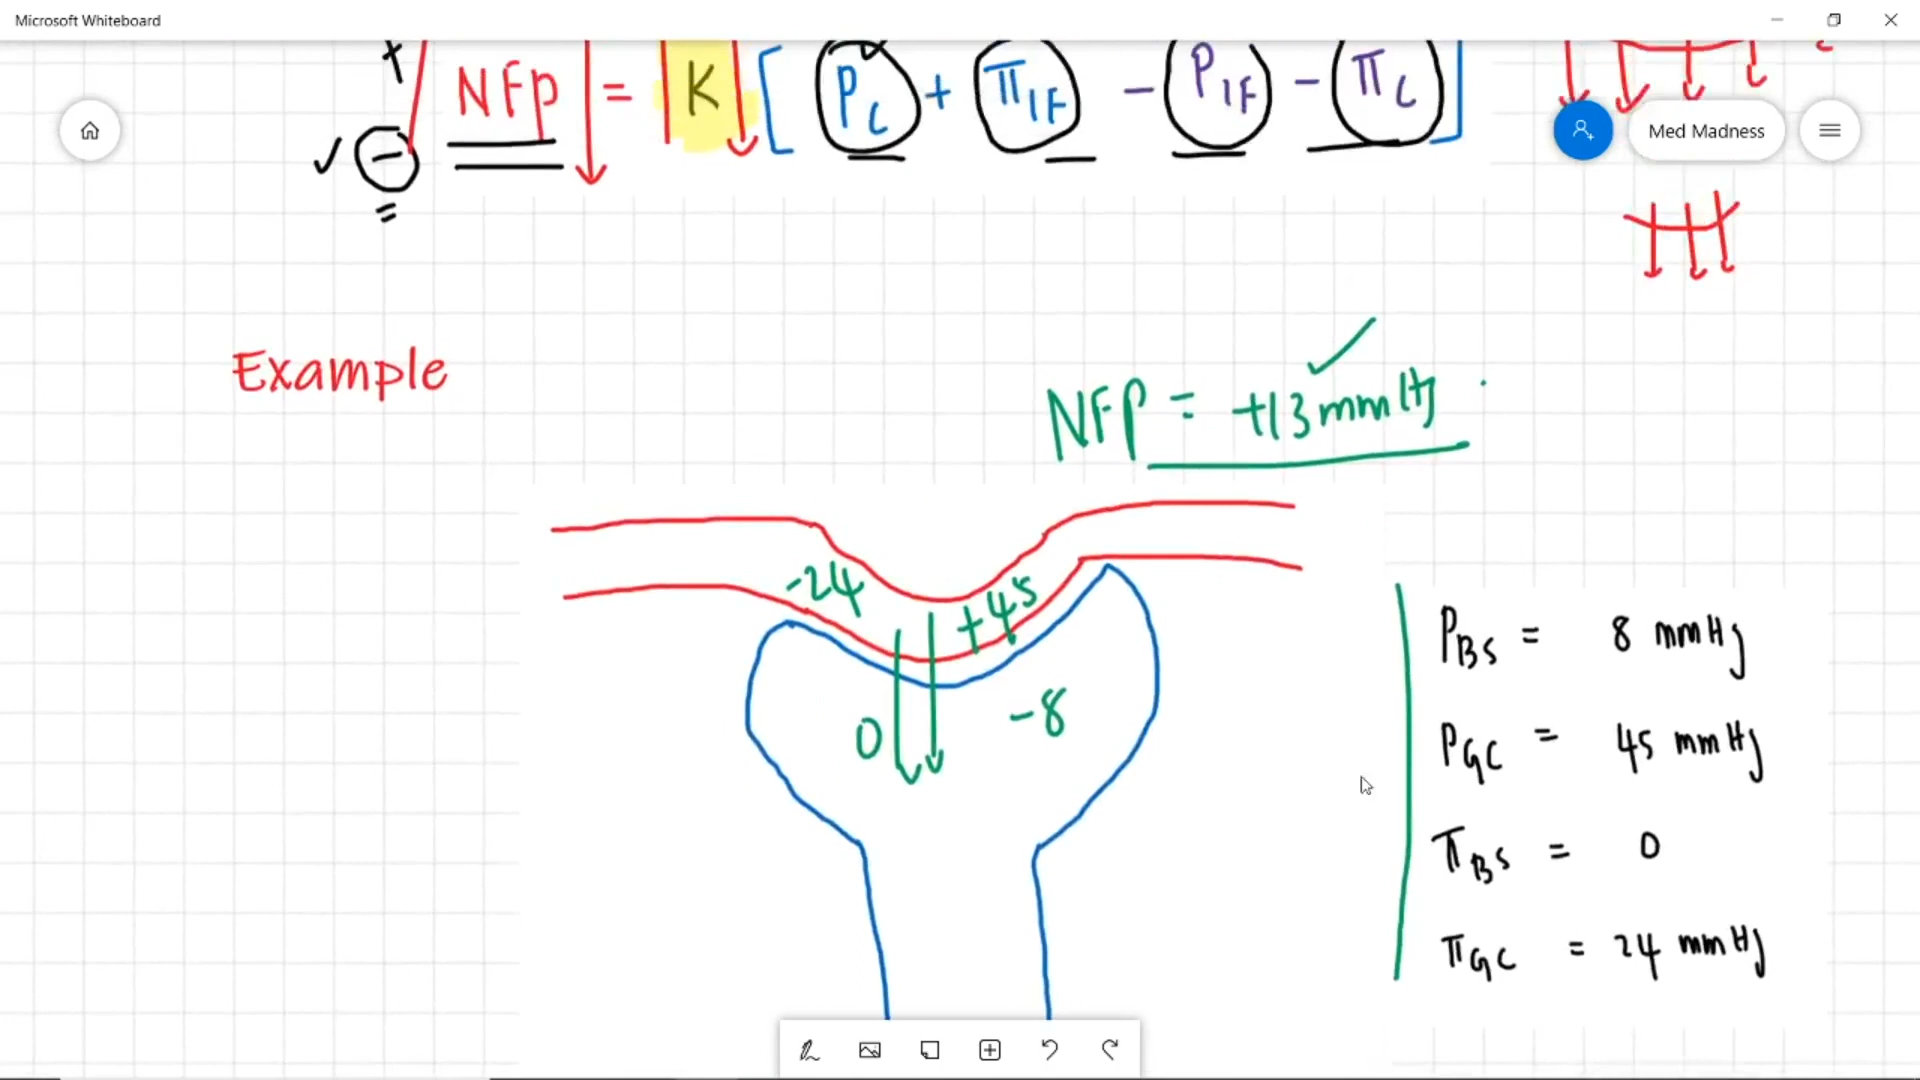 Microsoft Whiteboard
+ NFP = K [ Pc + πIF - PIF - πc ]
✓ -
=
Med Madness
Example
NFP = +13 mmHg
-24
+45
0
-8
PBS = 8 mmHg
PGC = 45 mmHg
πBS = 0
πGC = 24 mmHg